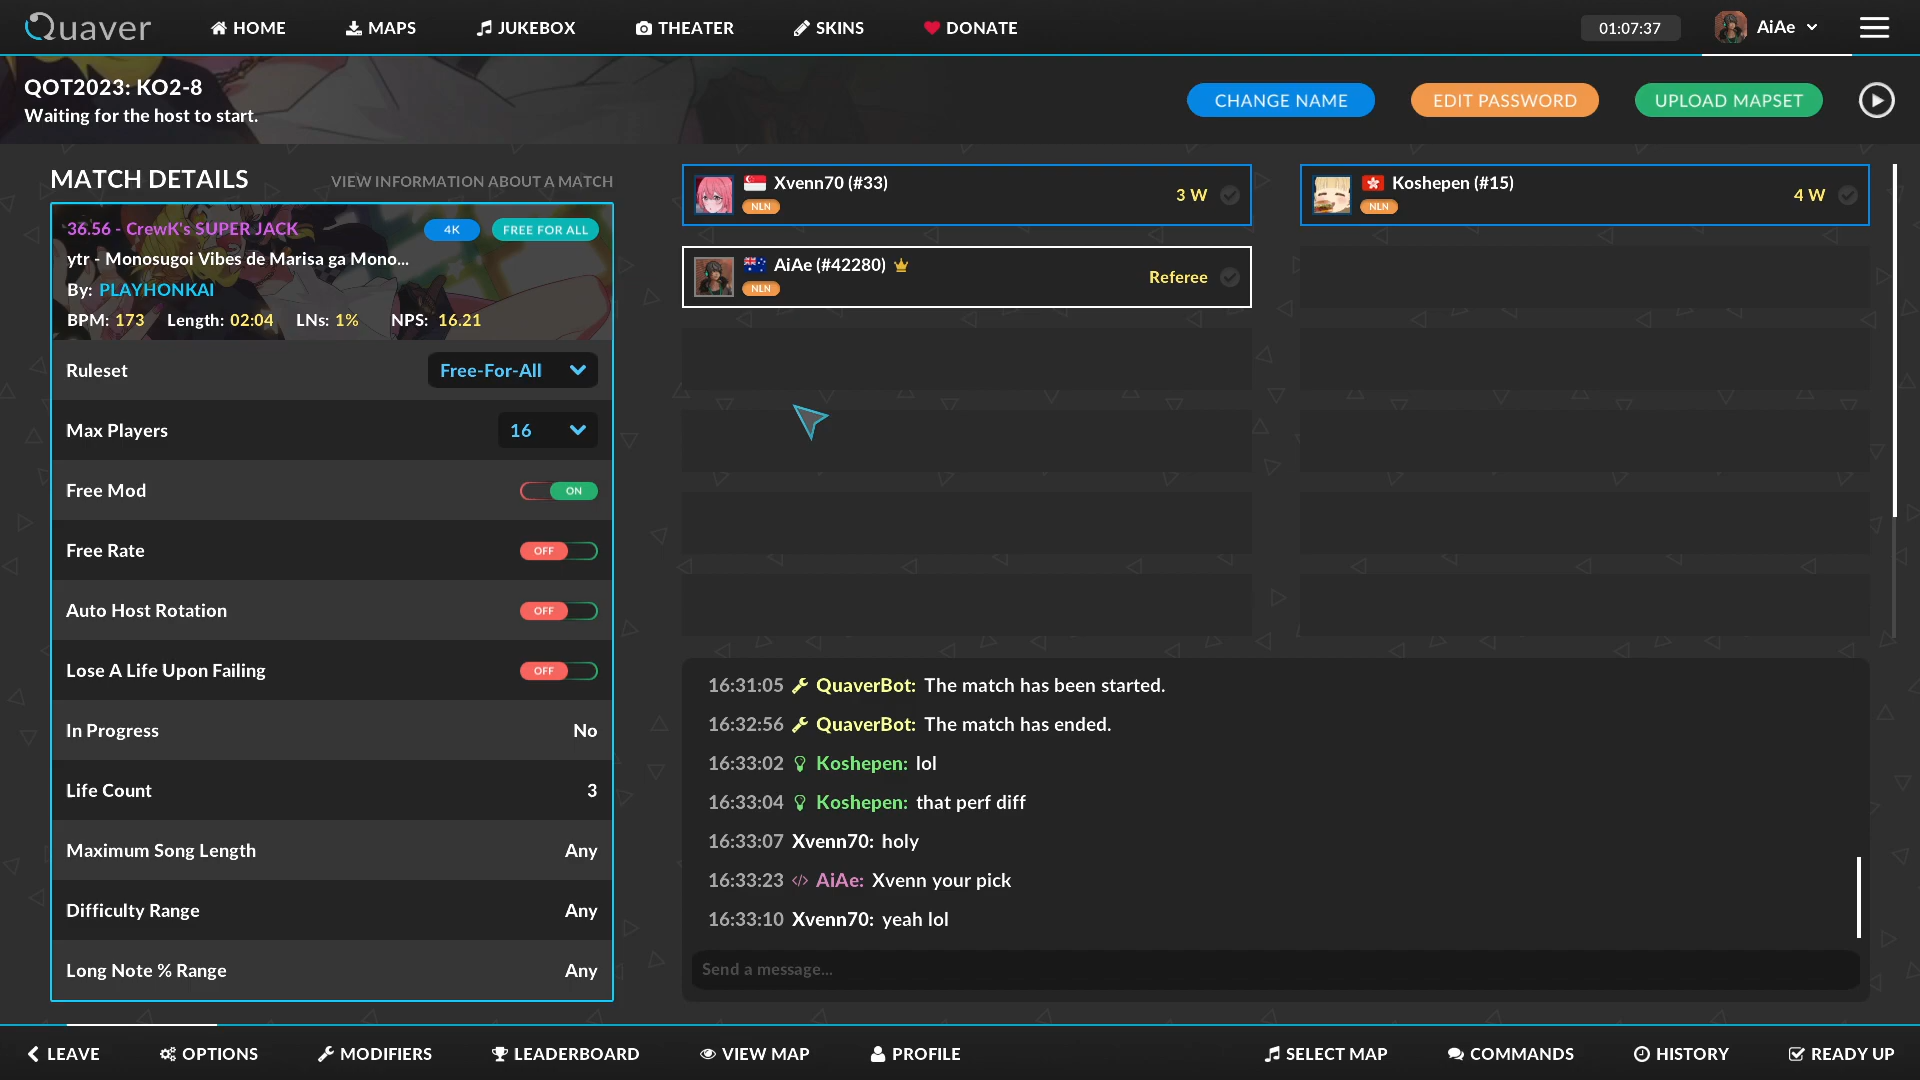 Quaver
HOME
MAPS
JUKEBOX
THEATER
SKINS
DONATE
01:07:37
AiAe
QOT2023: KO2-8
Waiting for the host to start.
CHANGE NAME
EDIT PASSWORD
UPLOAD MAPSET
MATCH DETAILS
VIEW INFORMATION ABOUT A MATCH
36.56 - CrewK's SUPER JACK
4K
FREE FOR ALL
ytr - Monosugoi Vibes de Marisa ga Mono...
By: PLAYHONKAI
BPM: 173 Length: 02:04 LNs: 1% NPS: 16.21
Ruleset Free-For-All
Max Players 16
Free Mod ON
Free Rate OFF
Auto Host Rotation OFF
Lose A Life Upon Failing OFF
In Progress No
Life Count 3
Maximum Song Length Any
Difficulty Range Any
Long Note % Range Any
Xvenn70 (#33)
NLN
3 W
Koshepen (#15)
NLN
4 W
AiAe (#42280)
NLN
Referee
16:31:05 QuaverBot: The match has been started.
16:32:56 QuaverBot: The match has ended.
16:33:02 Koshepen: lol
16:33:04 Koshepen: that perf diff
16:33:07 Xvenn70: holy
16:33:23 </> AiAe: Xvenn your pick
16:33:10 Xvenn70: yeah lol
Send a message...
LEAVE
OPTIONS
MODIFIERS
LEADERBOARD
VIEW MAP
PROFILE
SELECT MAP
COMMANDS
HISTORY
READY UP